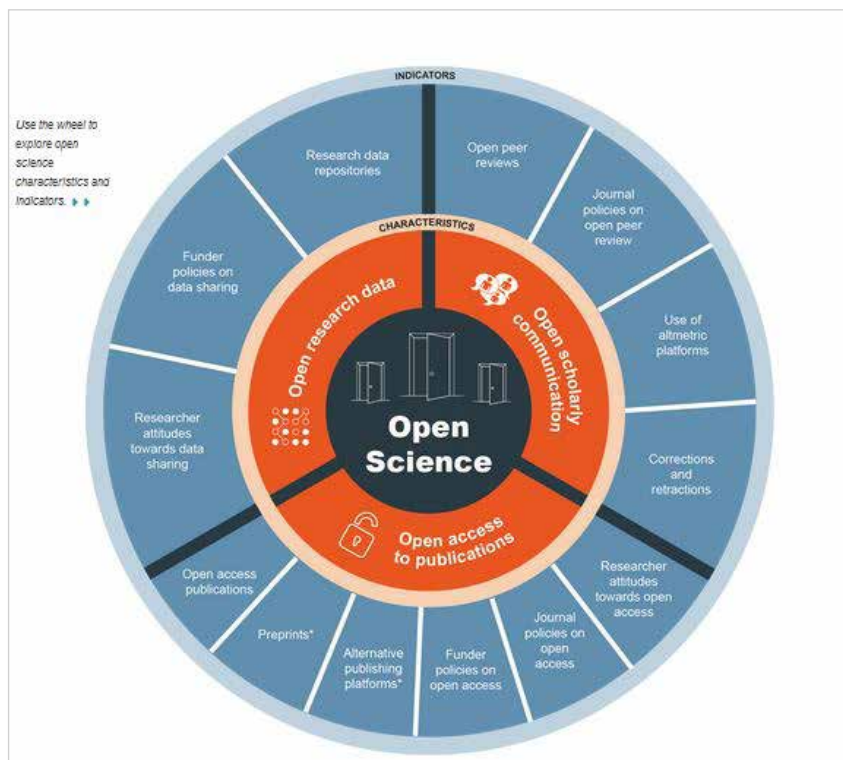 Use the wheel to
explore open
science
characteristics and
indicators.
INDICATORS
CHARACTERISTICS
Open
Science
Open research data
Open scholarly
communication
Open access
to publications
Research data
repositories
Funder
policies on
data sharing
Researcher
attitudes
towards data
sharing
Open peer
reviews
Journal
policies on
open peer
review
Use of
altmetric
platforms
Corrections and
retractions
Researcher
attitudes
towards open
access
Journal
policies on
open
access
Funder
policies on
open access
Alternative
publishing
platforms*
Preprints*
Open access
publications